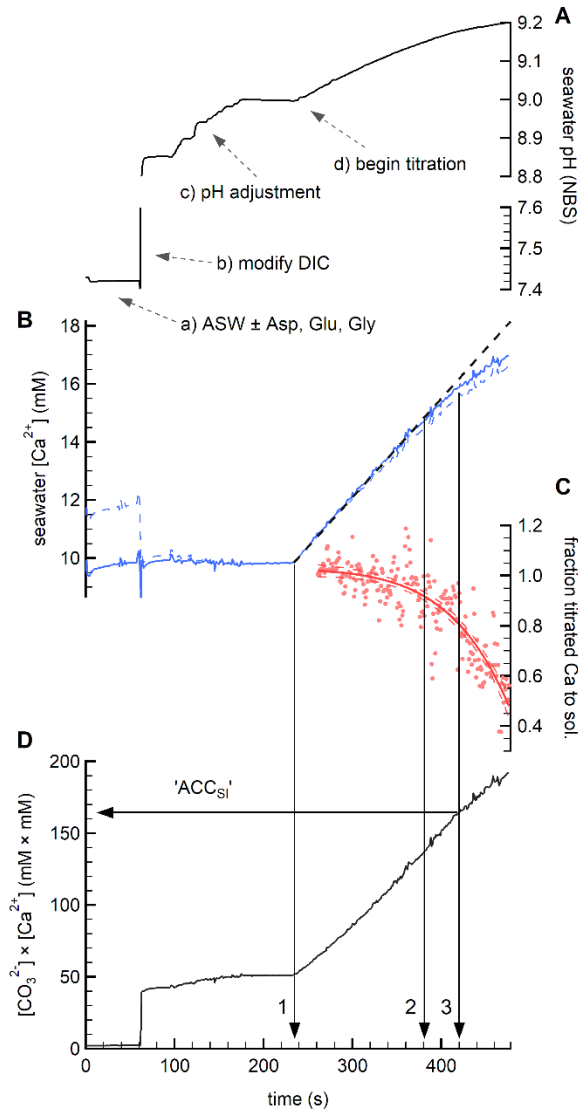 A
9.2
9.1
9.0
8.9
8.8
seawater pH (NBS)
d) begin titration
c) pH adjustment
7.6
7.5
7.4
b) modify DIC
a) ASW ± Asp, Glu, Gly
B
18
16
14
12
10
seawater [Ca²⁺] (mM)
C
1.2
1.0
0.8
0.6
0.4
fraction titrated Ca to sol.
D
200
150
100
50
0
[CO₃²⁻] × [Ca²⁺] (mM × mM)
'ACC_SI'
1
2
3
0
100
200
300
400
time (s)